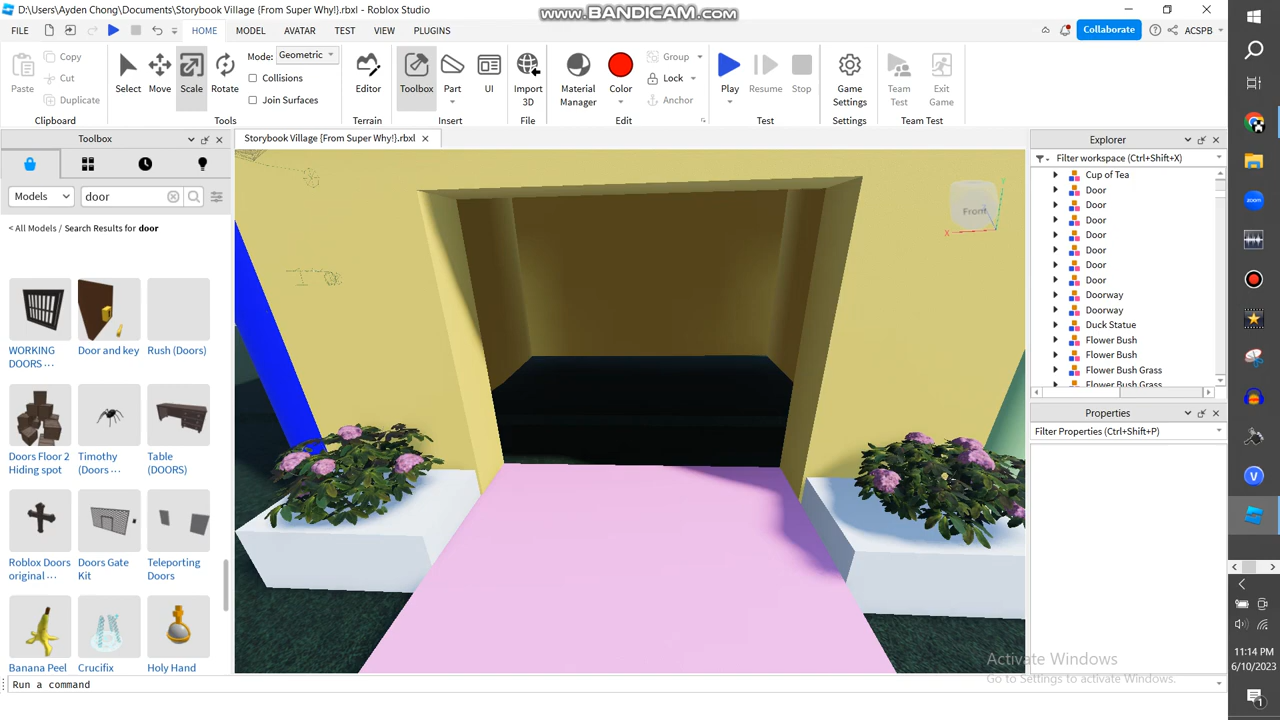 D:\Users\Ayden Chong\Documents\Storybook Village {From Super Why!}.rbxl - Roblox Studio
www.BANDICAM.com
FILE HOME MODEL AVATAR TEST VIEW PLUGINS
Collaborate ACSPB
Paste Copy Cut Duplicate
Select Move Scale Rotate
Mode: Geometric
Collisions
Join Surfaces
Editor Toolbox Part UI Import 3D
Material Manager Color
Group Lock Anchor
Play Resume Stop
Game Settings Team Test Exit Game
Clipboard Tools Terrain Insert File Edit Test Settings Team Test
Toolbox
Storybook Village {From Super Why!}.rbxl
Models door
< All Models / Search Results for door
WORKING DOORS ...
Door and key
Rush (Doors)
Doors Floor 2 Hiding spot
Timothy (Doors ...
Table (DOORS)
Roblox Doors original ...
Doors Gate Kit
Teleporting Doors
Banana Peel
Crucifix
Holy Hand
Front
X
Y
Explorer
Filter workspace (Ctrl+Shift+X)
Cup of Tea
Door
Door
Door
Door
Door
Door
Door
Doorway
Doorway
Duck Statue
Flower Bush
Flower Bush
Flower Bush Grass
Flower Bush Grass
Properties
Filter Properties (Ctrl+Shift+P)
zoom
V
11:14 PM
6/10/2023
1
Activate Windows
Go to Settings to activate Windows.
Run a command